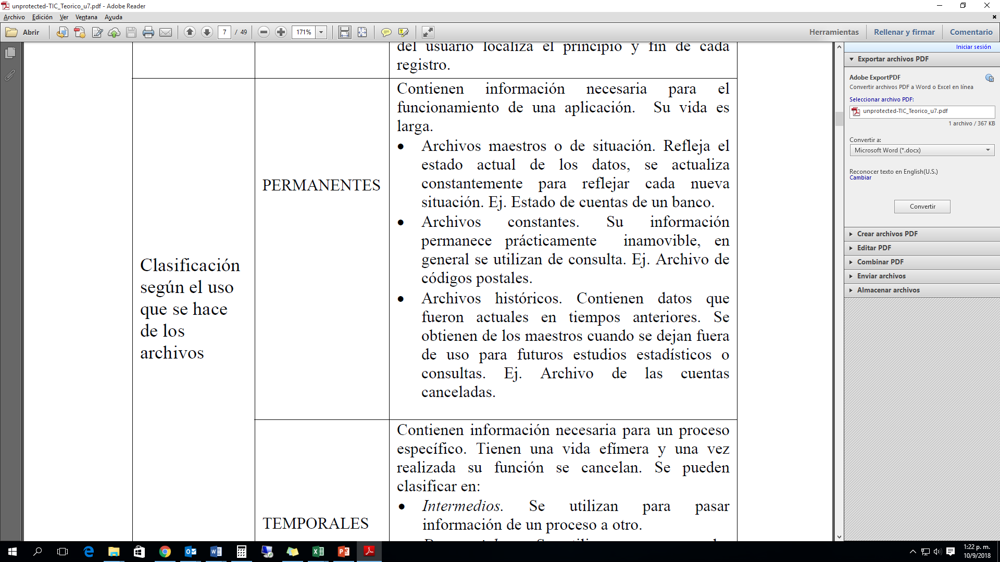 unprotected-TIC_Teorico_u7.pdf - Adobe Reader
Archivo Edición Ver Ventana Ayuda
Abrir 7 / 49 171% Herramientas Rellenar y firmar Comentario
del usuario localiza el principio y fin de cada
registro.
Clasificación
según el uso
que se hace
de los
archivos
PERMANENTES
Contienen información necesaria para el
funcionamiento de una aplicación. Su vida es
larga.
• Archivos maestros o de situación. Refleja el
estado actual de los datos, se actualiza
constantemente para reflejar cada nueva
situación. Ej. Estado de cuentas de un banco.
• Archivos constantes. Su información
permanece prácticamente inamovible, en
general se utilizan de consulta. Ej. Archivo de
códigos postales.
• Archivos históricos. Contienen datos que
fueron actuales en tiempos anteriores. Se
obtienen de los maestros cuando se dejan fuera
de uso para futuros estudios estadísticos o
consultas. Ej. Archivo de las cuentas
canceladas.
TEMPORALES
Contienen información necesaria para un proceso
específico. Tienen una vida efímera y una vez
realizada su función se cancelan. Se pueden
clasificar en:
• Intermedios. Se utilizan para pasar
información de un proceso a otro.
Iniciar sesión
Exportar archivos PDF
Adobe ExportPDF
Convertir archivos PDF a Word o Excel en línea
Seleccionar archivo PDF:
unprotected-TIC_Teorico_u7.pdf
1 archivo / 367 KB
Convertir a:
Microsoft Word (*.docx)
Reconocer texto en English(U.S.)
Cambiar
Convertir
Crear archivos PDF
Editar PDF
Combinar PDF
Enviar archivos
Almacenar archivos
1:22 p. m.
10/9/2018